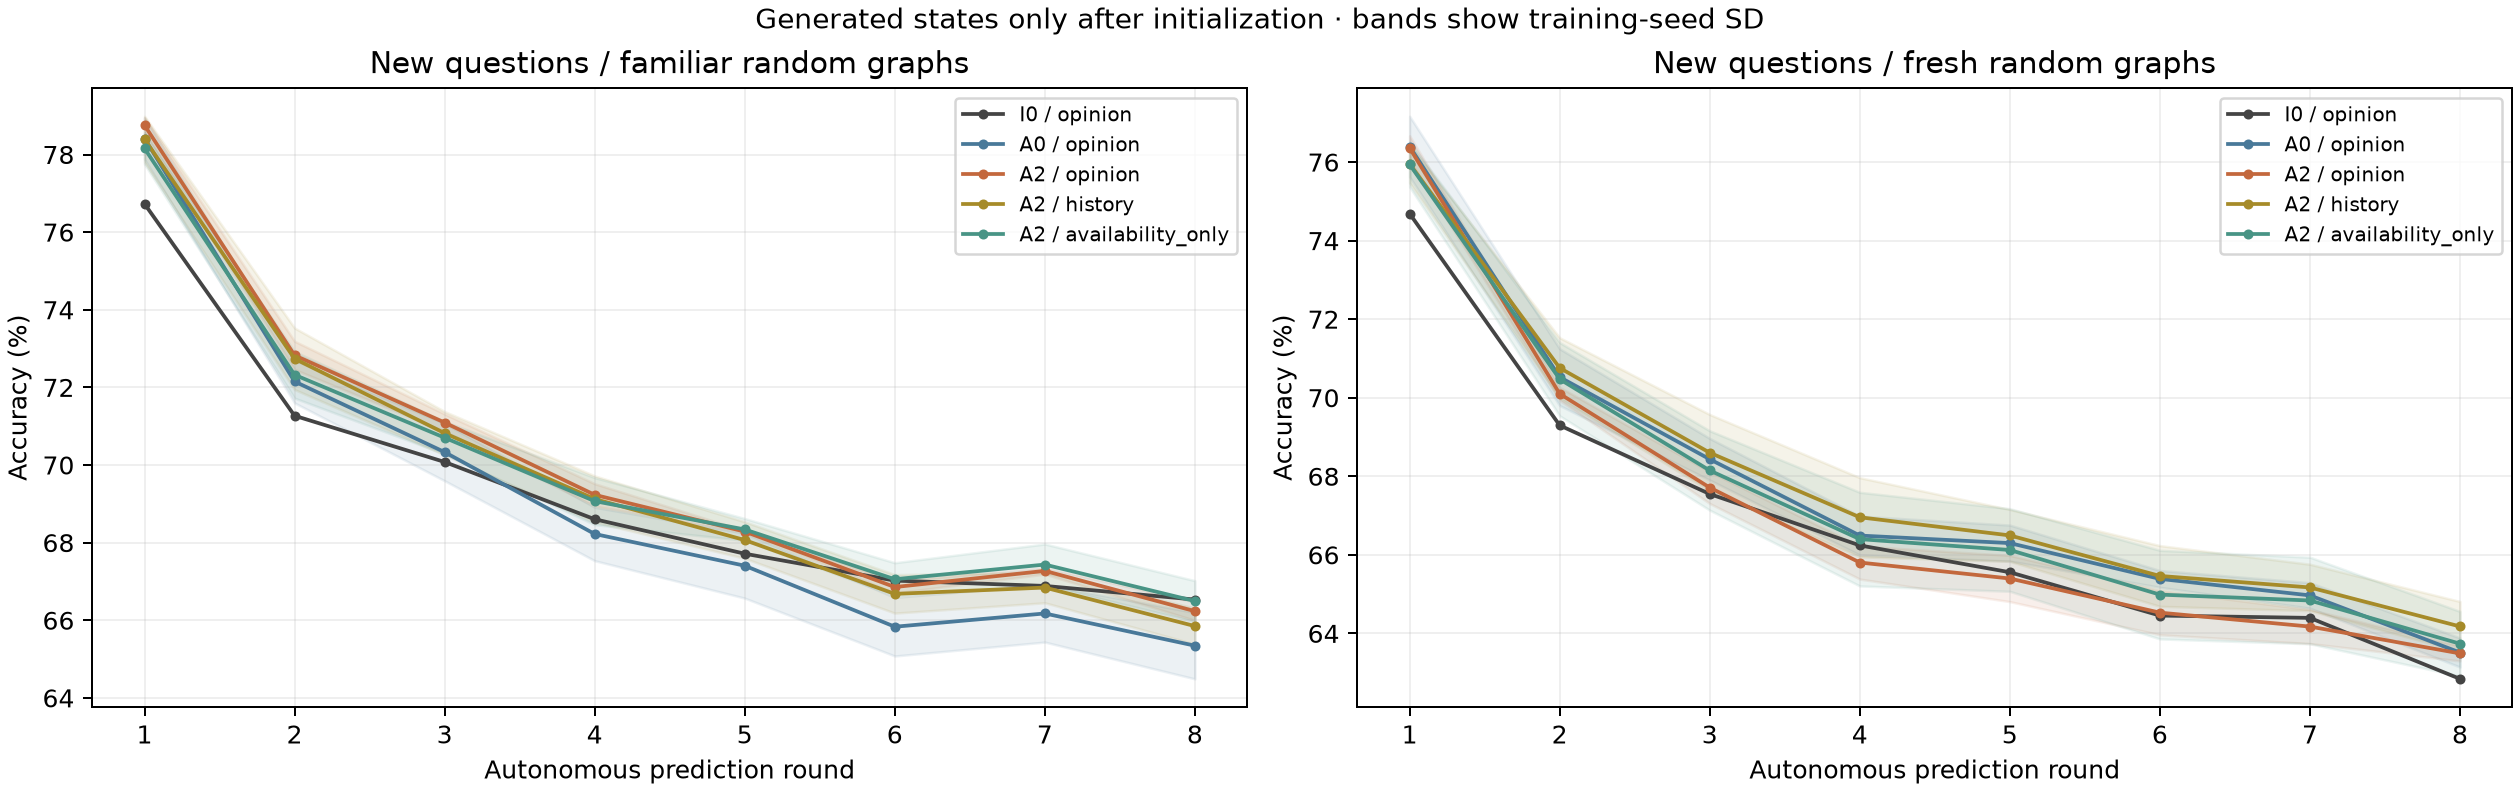 Generated states only after initialization · bands show training-seed SD
New questions / familiar random graphs
Accuracy (%)
78
76
74
72
70
68
66
64
I0 / opinion
A0 / opinion
A2 / opinion
A2 / history
A2 / availability_only
1 2 3 4 5 6 7 8
Autonomous prediction round
New questions / fresh random graphs
Accuracy (%)
76
74
72
70
68
66
64
I0 / opinion
A0 / opinion
A2 / opinion
A2 / history
A2 / availability_only
1 2 3 4 5 6 7 8
Autonomous prediction round